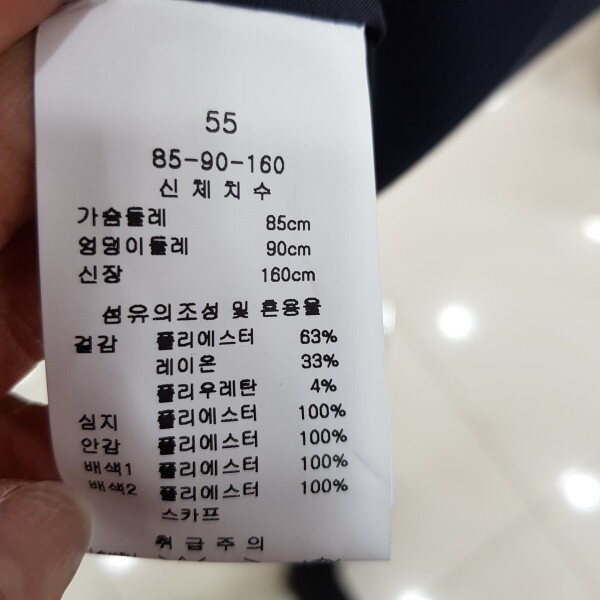 55
85-90-160
신 체 치 수
가슴둘레 85cm
엉덩이둘레 90cm
신장 160cm
섬유의조성 및 혼용율
겉감 폴리에스터 63%
레이온 33%
폴리우레탄 4%
심지 폴리에스터 100%
안감 폴리에스터 100%
배색1 폴리에스터 100%
배색2 폴리에스터 100%
스카프
취 급 주 의